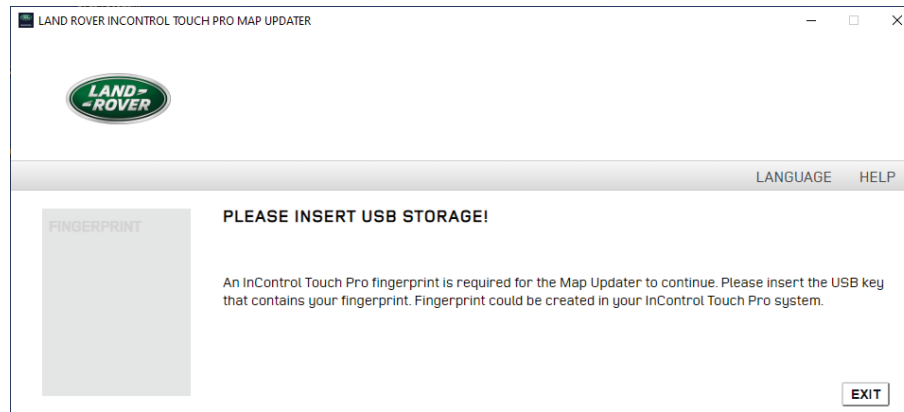 LAND ROVER INCONTROL TOUCH PRO MAP UPDATER
LAND-
-ROVER
LANGUAGE HELP
FINGERPRINT
PLEASE INSERT USB STORAGE!
An InControl Touch Pro fingerprint is required for the Map Updater to continue. Please insert the USB key
that contains your fingerprint. Fingerprint could be created in your InControl Touch Pro system.
EXIT